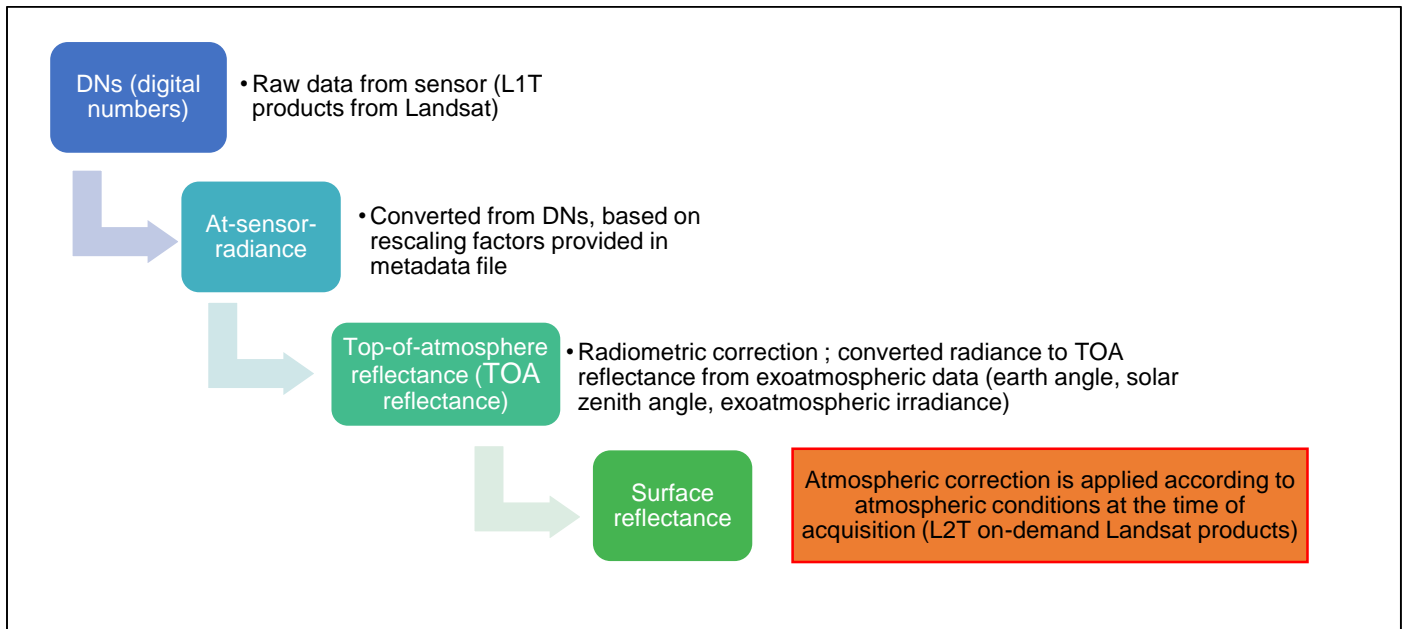 DNs (digital
numbers)
• Raw data from sensor (L1T
products from Landsat)
At-sensor-
radiance
• Converted from DNs, based on
rescaling factors provided in
metadata file
Top-of-atmosphere
reflectance (TOA
reflectance)
• Radiometric correction ; converted radiance to TOA
reflectance from exoatmospheric data (earth angle, solar
zenith angle, exoatmospheric irradiance)
Surface
reflectance
Atmospheric correction is applied according to
atmospheric conditions at the time of
acquisition (L2T on-demand Landsat products)